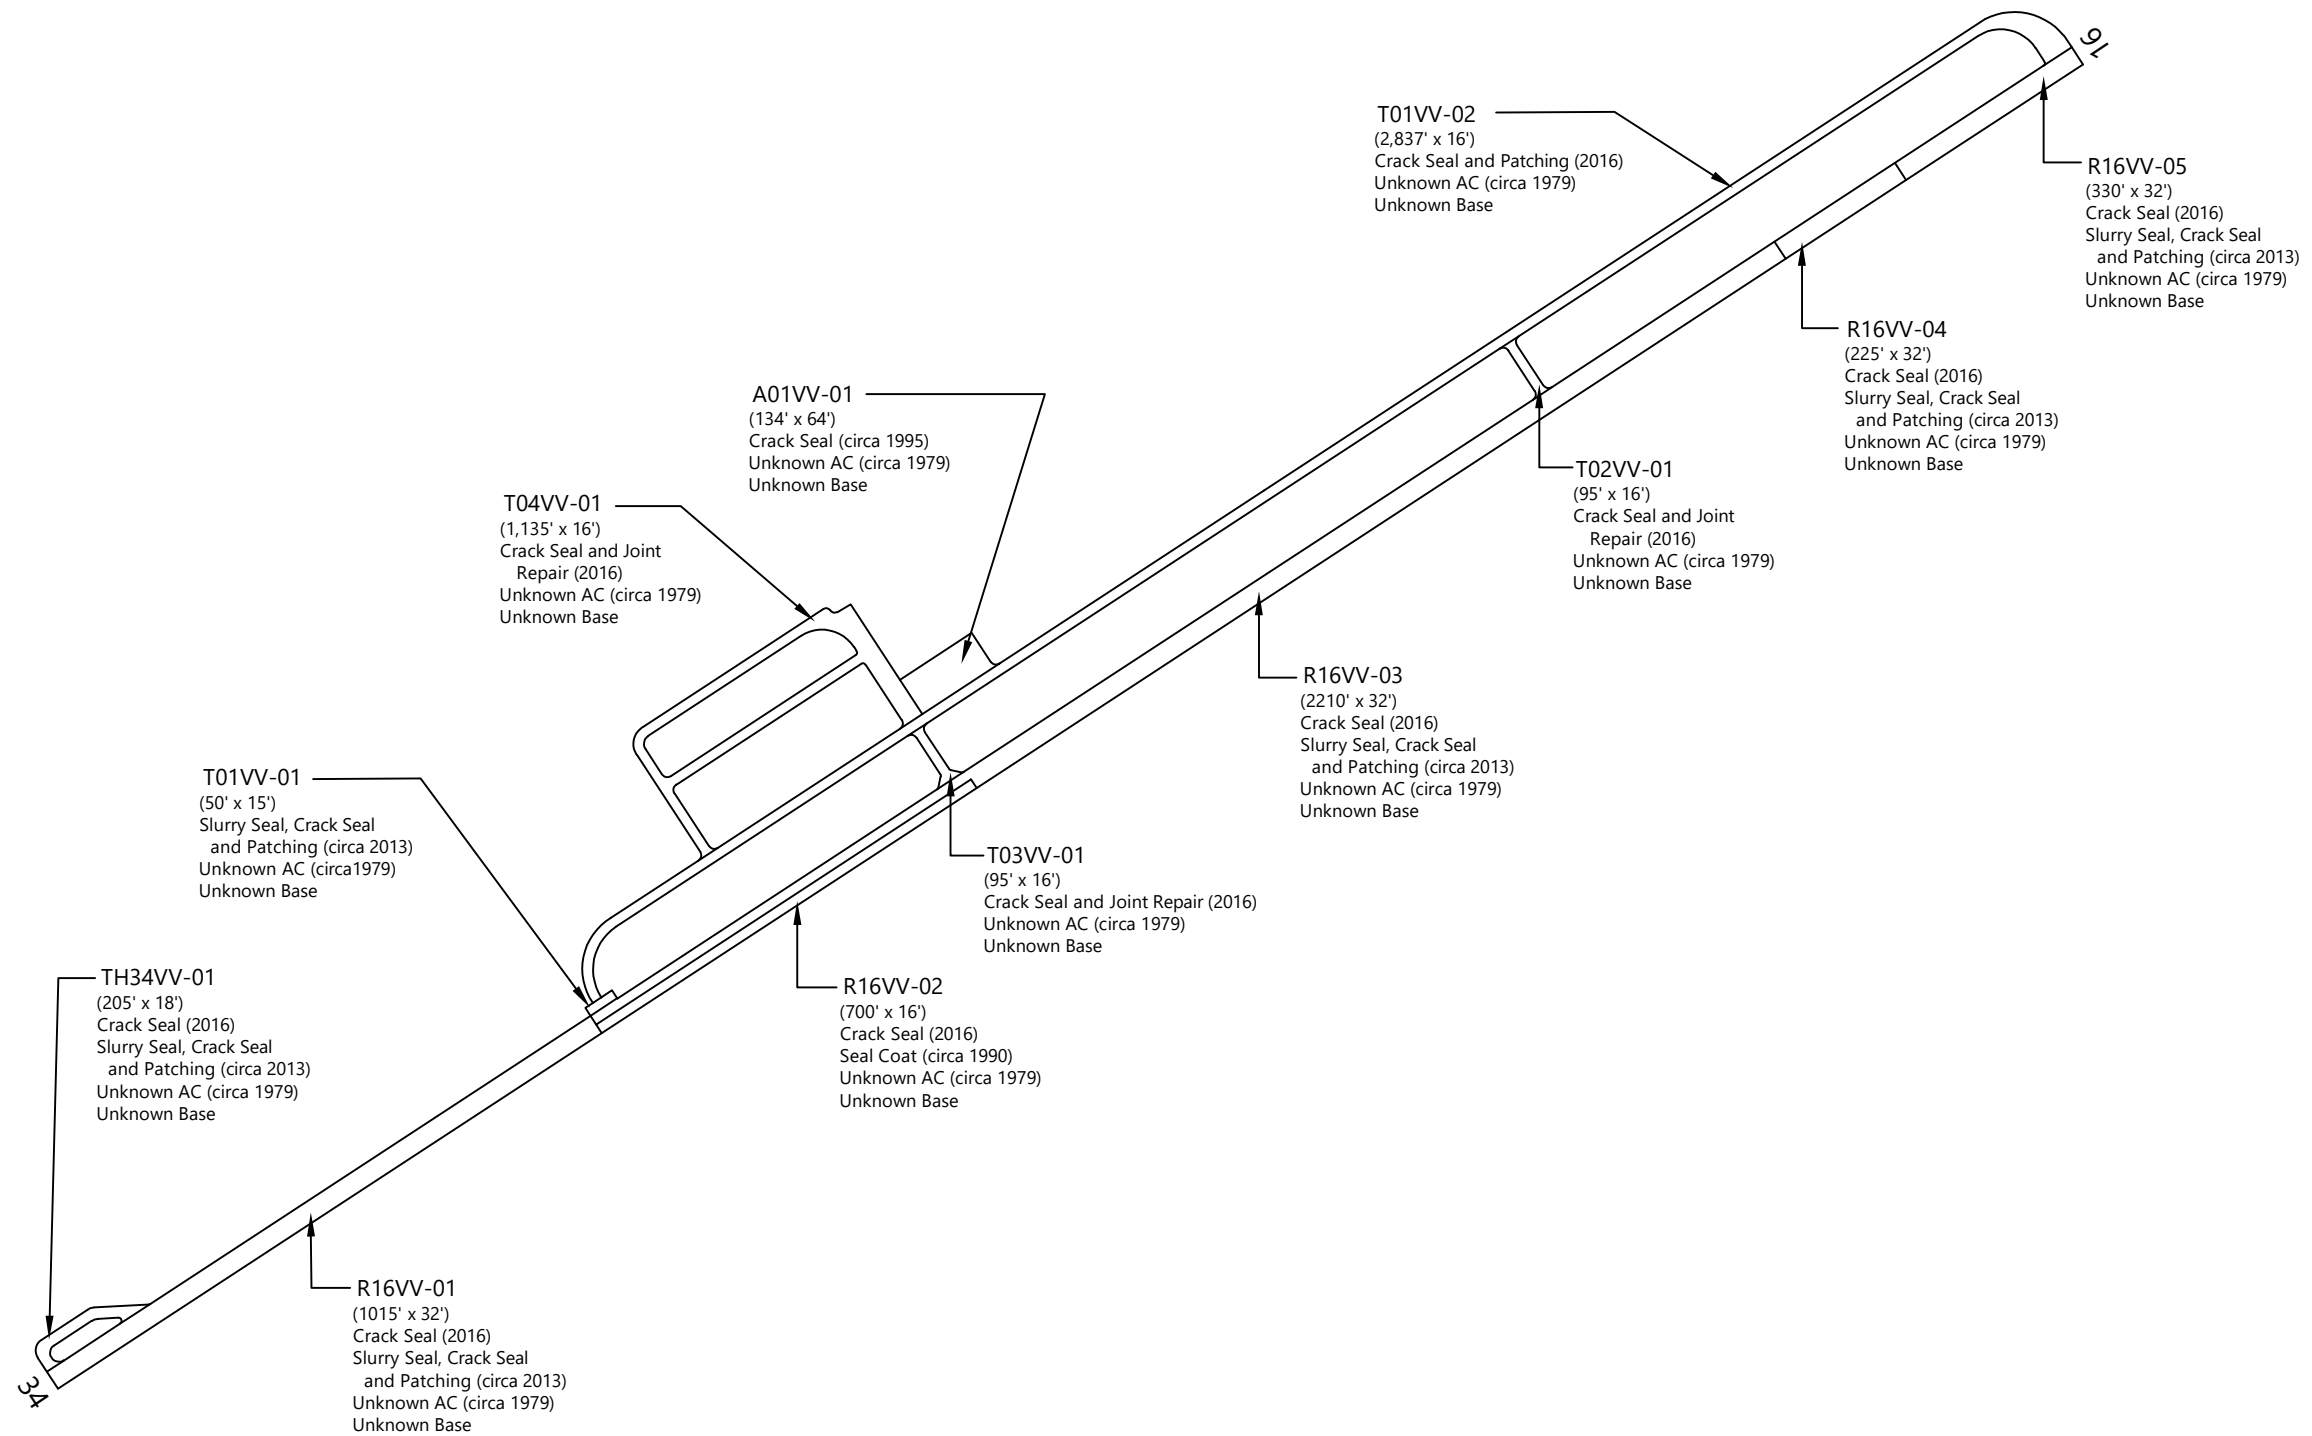 16
T01VV-02
(2,837' x 16')
Crack Seal and Patching (2016)
Unknown AC (circa 1979)
Unknown Base
R16VV-05
(330' x 32')
Crack Seal (2016)
Slurry Seal, Crack Seal
and Patching (circa 2013)
Unknown AC (circa 1979)
Unknown Base
R16VV-04
(225' x 32')
Crack Seal (2016)
Slurry Seal, Crack Seal
and Patching (circa 2013)
Unknown AC (circa 1979)
Unknown Base
A01VV-01
(134' x 64')
Crack Seal (circa 1995)
Unknown AC (circa 1979)
Unknown Base
T02VV-01
(95' x 16')
Crack Seal and Joint
Repair (2016)
Unknown AC (circa 1979)
Unknown Base
T04VV-01
(1,135' x 16')
Crack Seal and Joint
Repair (2016)
Unknown AC (circa 1979)
Unknown Base
R16VV-03
(2210' x 32')
Crack Seal (2016)
Slurry Seal, Crack Seal
and Patching (circa 2013)
Unknown AC (circa 1979)
Unknown Base
T01VV-01
(50' x 15')
Slurry Seal, Crack Seal
and Patching (circa 2013)
Unknown AC (circa1979)
Unknown Base
T03VV-01
(95' x 16')
Crack Seal and Joint Repair (2016)
Unknown AC (circa 1979)
Unknown Base
TH34VV-01
(205' x 18')
Crack Seal (2016)
Slurry Seal, Crack Seal
and Patching (circa 2013)
Unknown AC (circa 1979)
Unknown Base
R16VV-02
(700' x 16')
Crack Seal (2016)
Seal Coat (circa 1990)
Unknown AC (circa 1979)
Unknown Base
R16VV-01
(1015' x 32')
Crack Seal (2016)
Slurry Seal, Crack Seal
and Patching (circa 2013)
Unknown AC (circa 1979)
Unknown Base
34